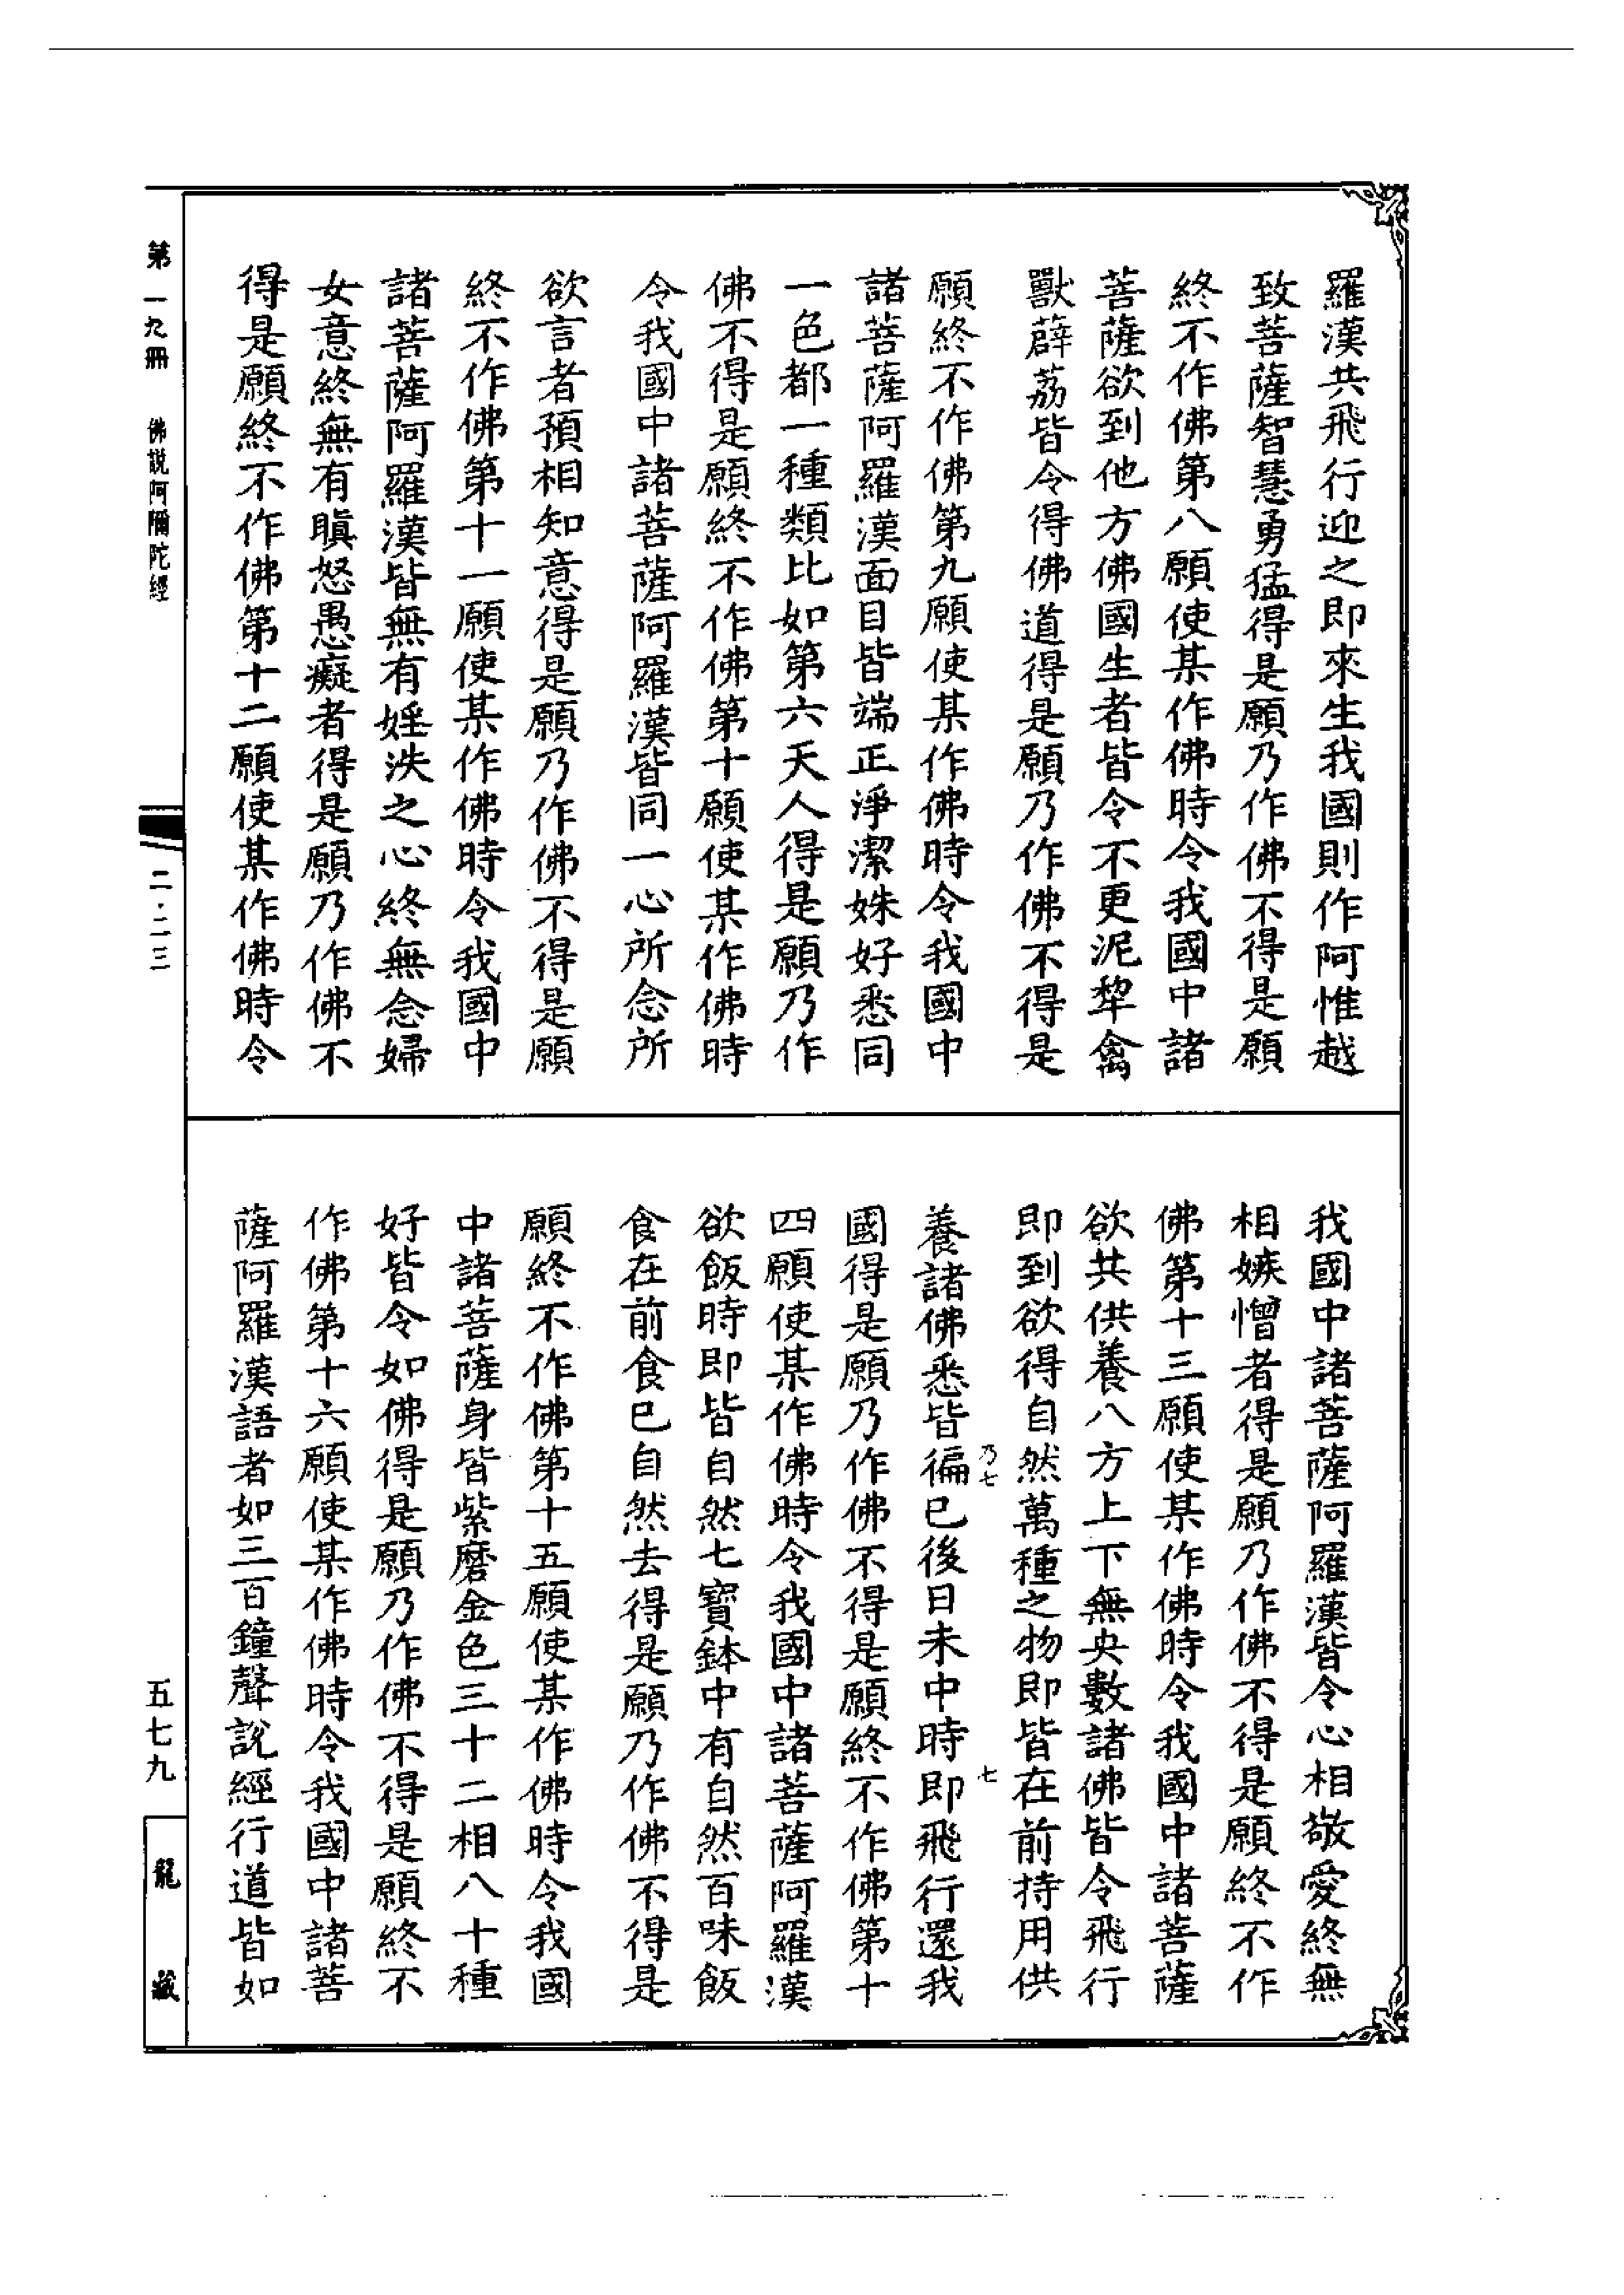 羅漢共飛行迎之即來生我國則作阿惟越
致菩薩智慧勇猛得是願乃作佛不得是願
終不作佛第八願使某作佛時令我國中諸
菩薩欲到他方佛國生者皆令不更泥犂禽
獸薜荔皆令得佛道得是願乃作佛不得是
願終不作佛第九願使某作佛時令我國中
諸菩薩阿羅漢面目皆端正淨潔姝好悉同
一色都一種類比如第六天人得是願乃作
佛不得是願終不作佛第十願使某作佛時
令我國中諸菩薩阿羅漢皆同一心所念所
欲言者預相知意得是願乃作佛不得是願
終不作佛第十一願使某作佛時令我國中
諸菩薩阿羅漢皆無有婬泆之心終無念婦
女意終無有瞋怒愚癡者得是願乃作佛不
得是願終不作佛第十二願使某作佛時令
我國中諸菩薩阿羅漢皆令心相敬愛終無
相嫉憎者得是願乃作佛不得是願終不作
佛第十三願使某作佛時令我國中諸菩薩
欲共供養八方上下無央數諸佛皆令飛行
即到欲得自然萬種之物即皆在前持用供
乃七
七
養諸佛悉皆徧已後日未中時即飛行還我
國得是願乃作佛不得是願終不作佛第十
四願使某作佛時令我國中諸菩薩阿羅漢
欲飯時即皆自然七寶鉢中有自然百味飯
食在前食已自然去得是願乃作佛不得是
願終不作佛第十五願使某作佛時令我國
中諸菩薩身皆紫磨金色三十二相八十種
好皆令如佛得是願乃作佛不得是願終不
作佛第十六願使某作佛時令我國中諸菩
薩阿羅漢語者如三百鐘聲說經行道皆如
第一九冊 佛說阿彌陀經
二·二三
五七九
龍藏